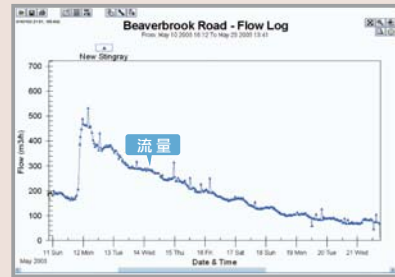 Beaverbrook Road - Flow Log
From: May 10 2005 16:12 To May 25 2005 13:41
New Stingray
Flow (m3/h)
700
600
500
400
300
200
100
0
流量
11 Sun 12 Mon 13 Tue 14 Wed 15 Thu 16 Fri 17 Sat 18 Sun 19 Mon 20 Tue 21 Wed
May 2005
Date & Time